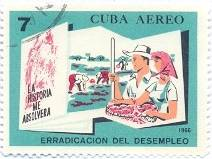 7 CUBA AEREO
LA
HISTORIA
ME
ABSOLVERA
1966
ERRADICACION DEL DESEMPLEO